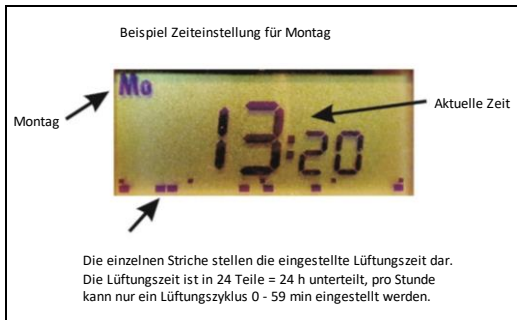 Beispiel Zeiteinstellung für Montag
Mo
Montag
Aktuelle Zeit
13:20
Die einzelnen Striche stellen die eingestellte Lüftungszeit dar.
Die Lüftungszeit ist in 24 Teile = 24 h unterteilt, pro Stunde
kann nur ein Lüftungszyklus 0 - 59 min eingestellt werden.